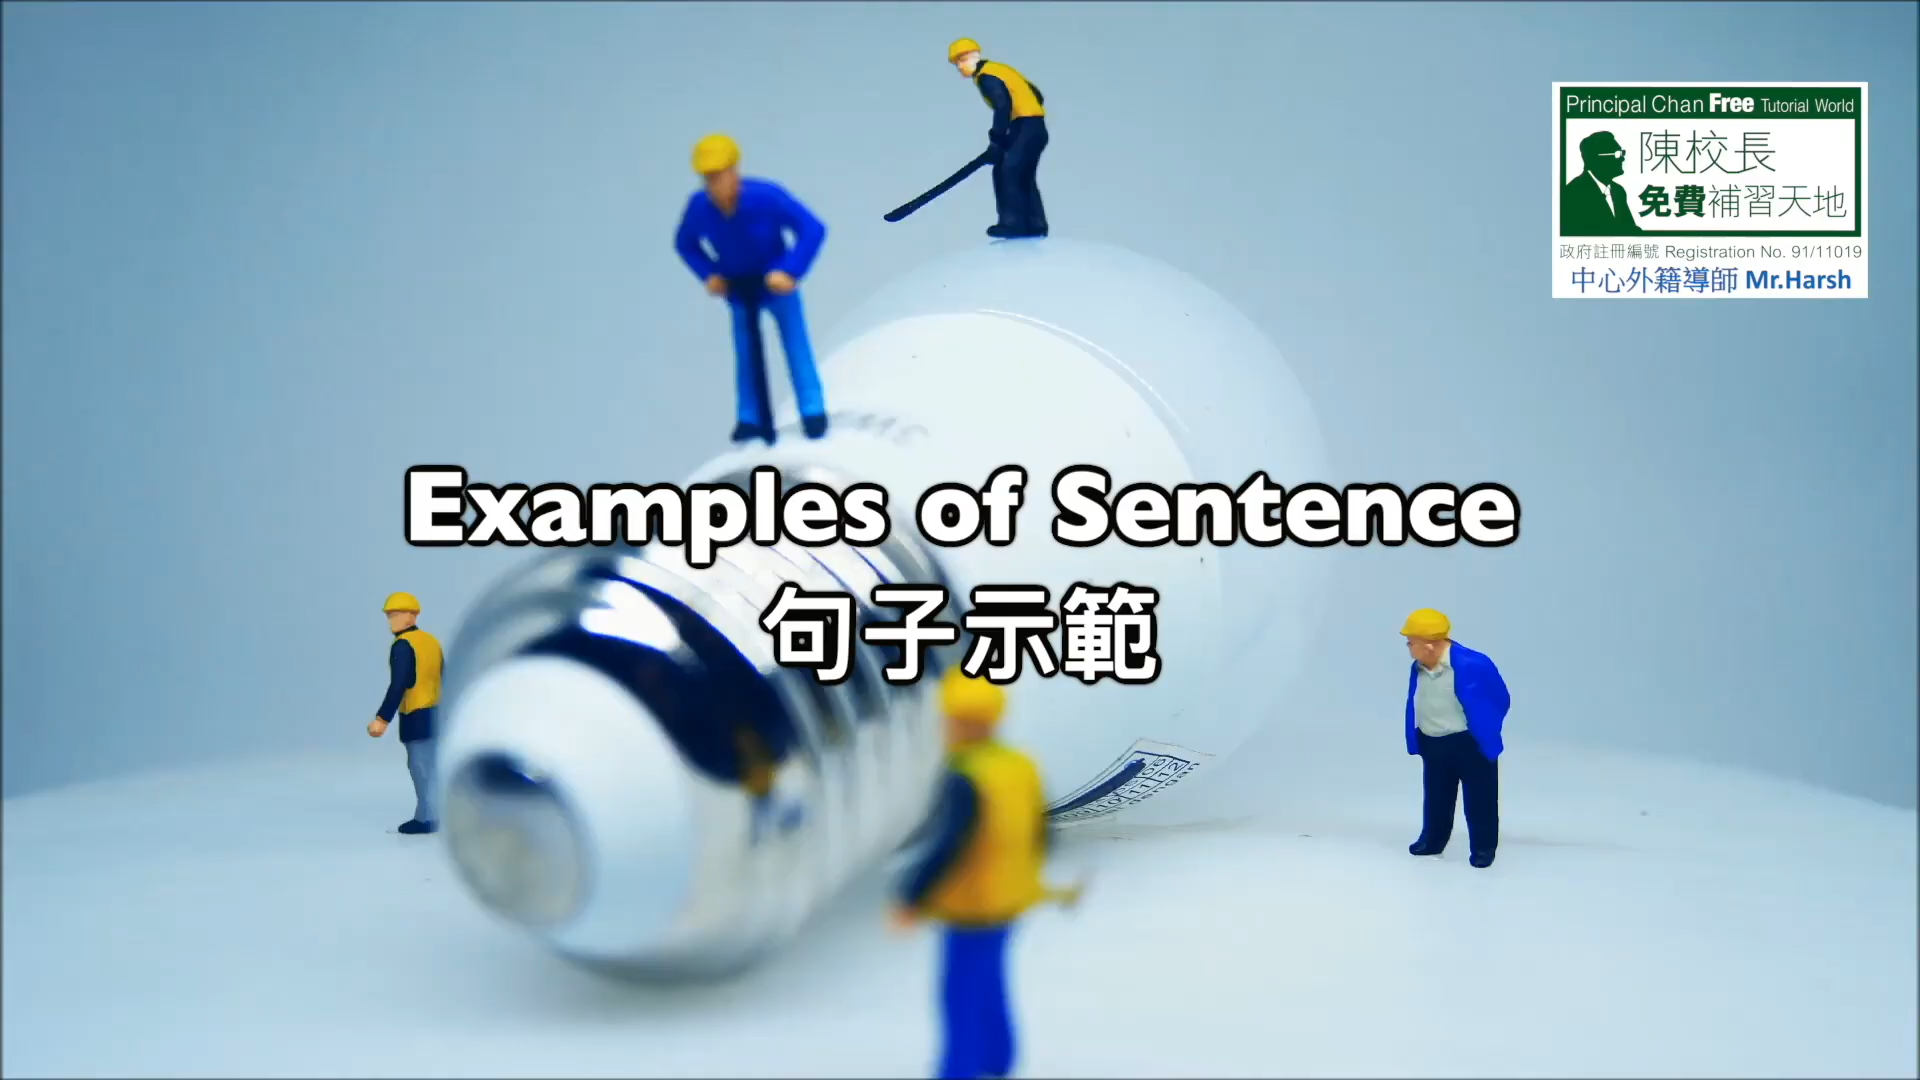 Principal Chan Free Tutorial World
陳校長
免費補習天地
政府註冊編號 Registration No. 91/11019
中心外籍導師 Mr.Harsh
Examples of Sentence
句子示範